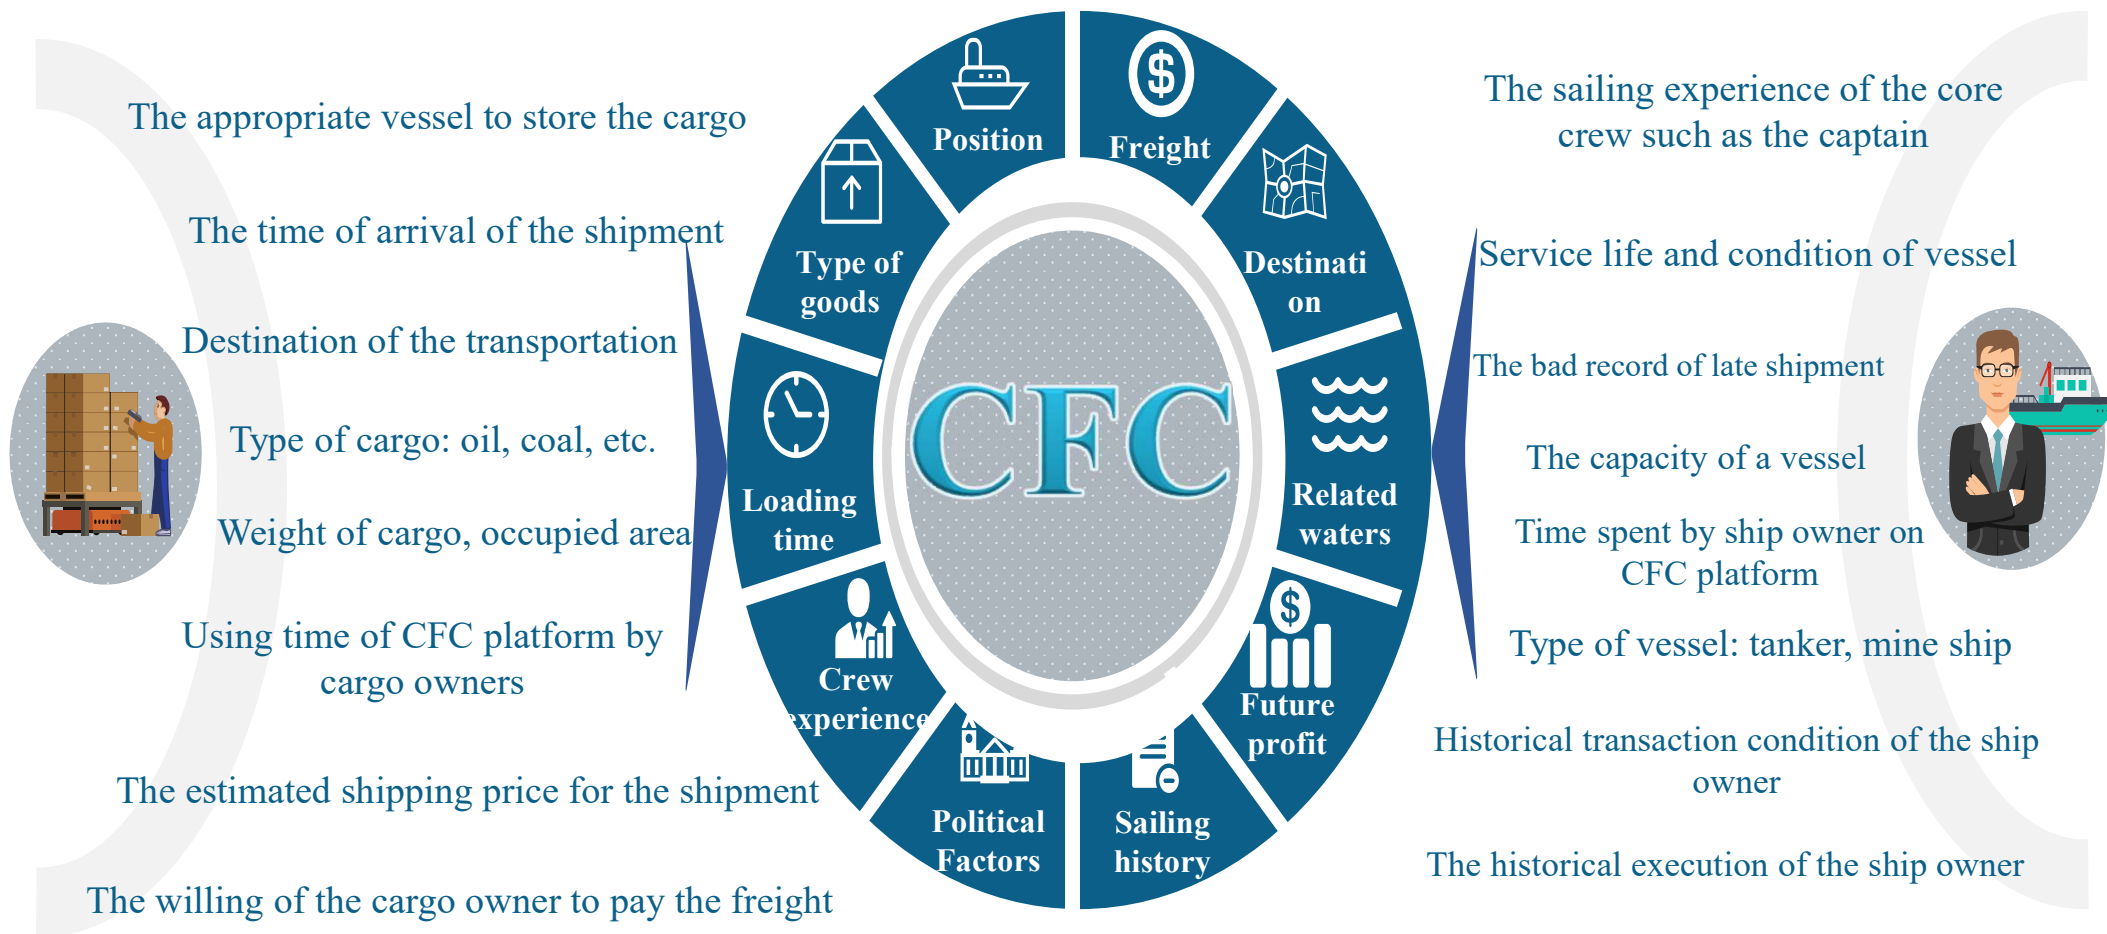 The appropriate vessel to store the cargo
The time of arrival of the shipment
Destination of the transportation
Type of cargo: oil, coal, etc.
Weight of cargo, occupied area
Using time of CFC platform by
cargo owners
The estimated shipping price for the shipment
The willing of the cargo owner to pay the freight
Position
Freight
Type of
goods
Destinati
on
Loading
time
CFC
Related
waters
Crew
experience
Future
profit
Political
Factors
Sailing
history
The sailing experience of the core
crew such as the captain
Service life and condition of vessel
The bad record of late shipment
The capacity of a vessel
Time spent by ship owner on
CFC platform
Type of vessel: tanker, mine ship
Historical transaction condition of the ship
owner
The historical execution of the ship owner